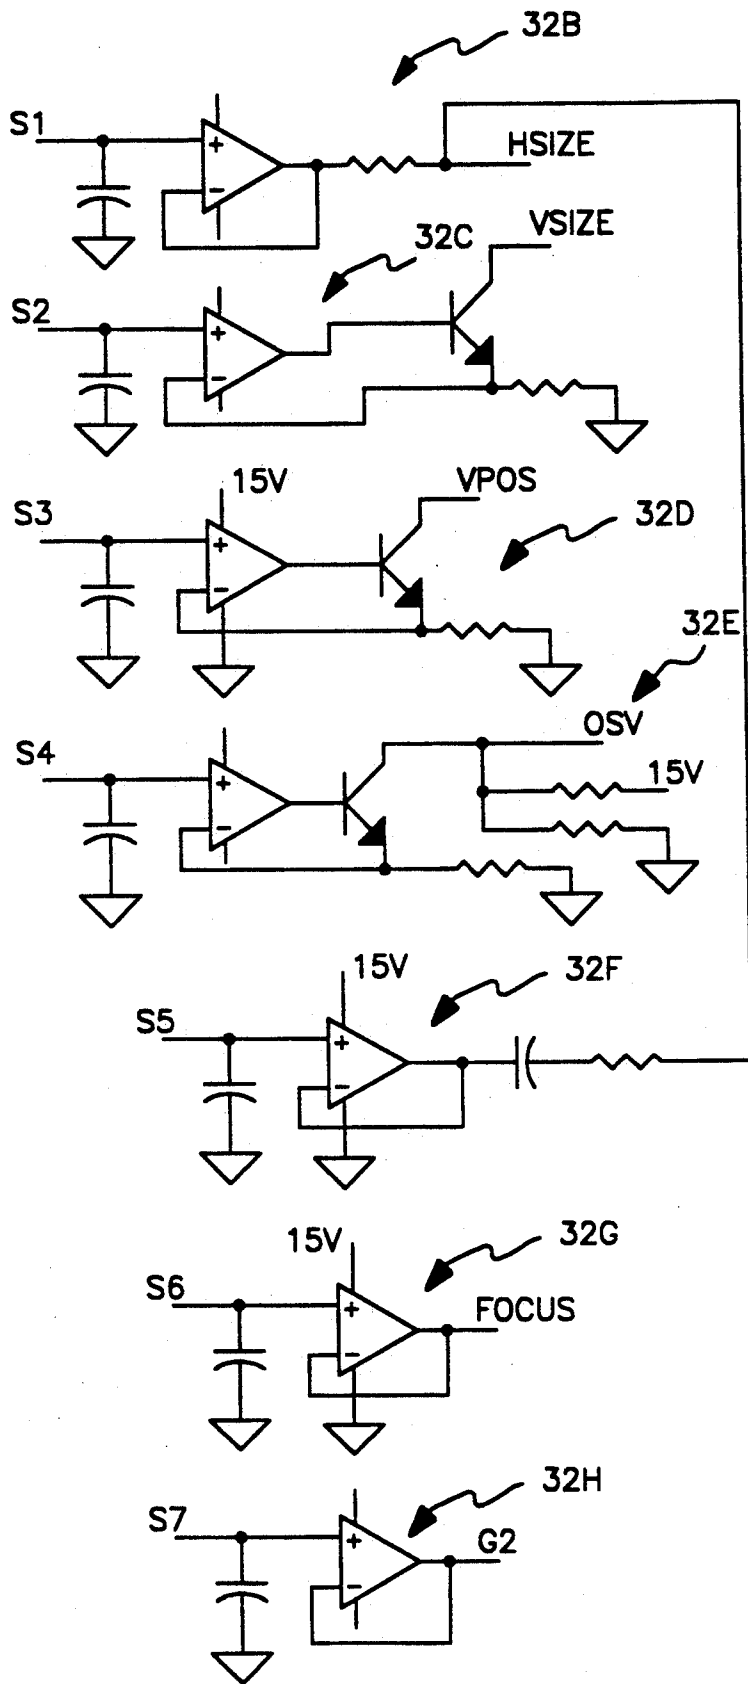 32B
S1
+
HSIZE
−
VSIZE
32C
S2
+
−
15V
VPOS
S3
32D
+
−
32E
OSV
S4
15V
+
−
15V
32F
S5
+
−
15V
32G
S6
+
FOCUS
−
32H
S7
+
G2
−